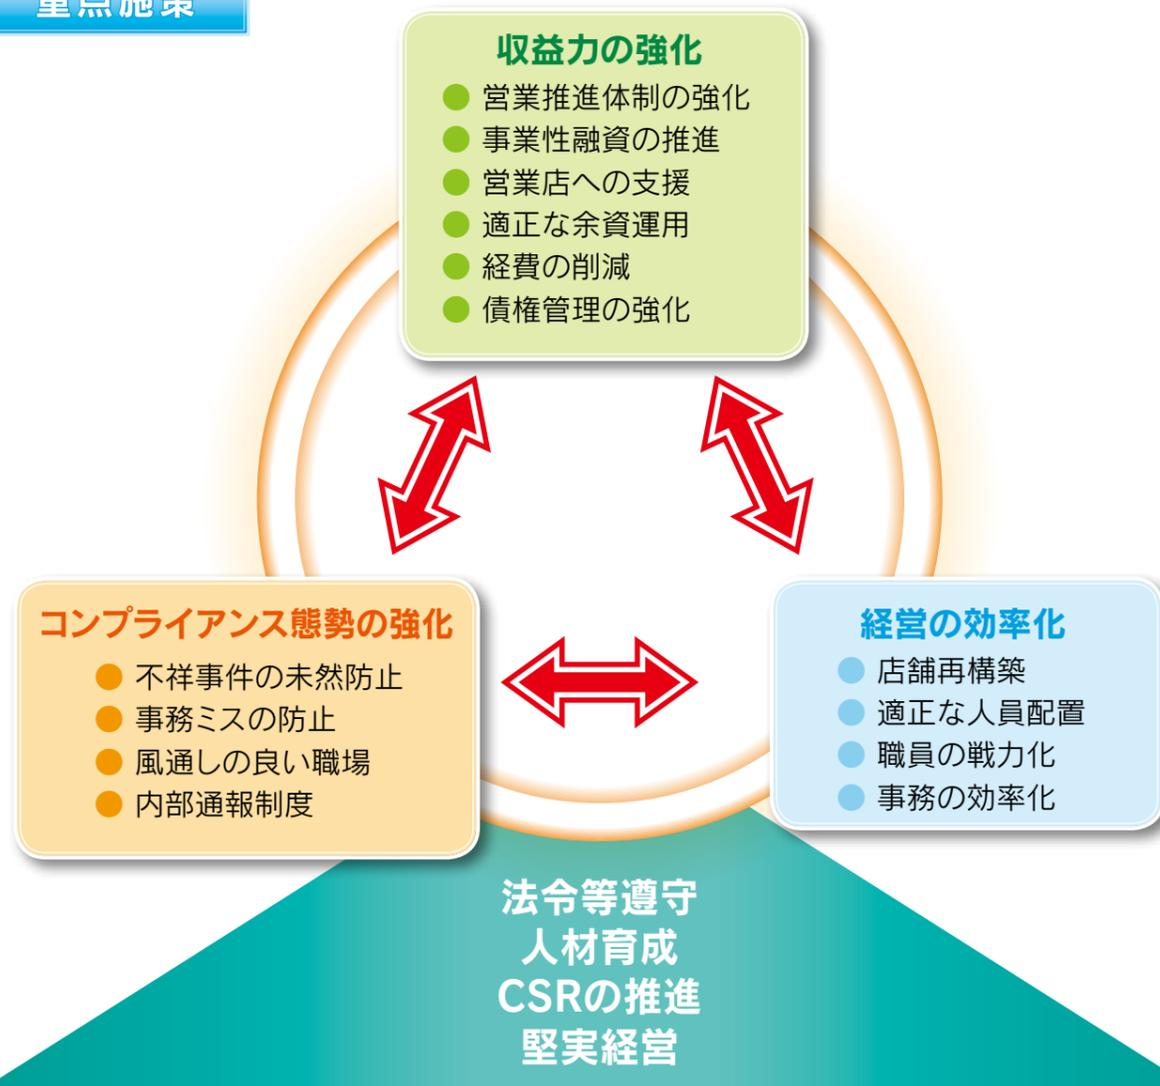 重点施策
収益力の強化
● 営業推進体制の強化
● 事業性融資の推進
● 営業店への支援
● 適正な余資運用
● 経費の削減
● 債権管理の強化
コンプライアンス態勢の強化
● 不祥事件の未然防止
● 事務ミスの防止
● 風通しの良い職場
● 内部通報制度
経営の効率化
● 店舗再構築
● 適正な人員配置
● 職員の戦力化
● 事務の効率化
法令等遵守
人材育成
CSRの推進
堅実経営